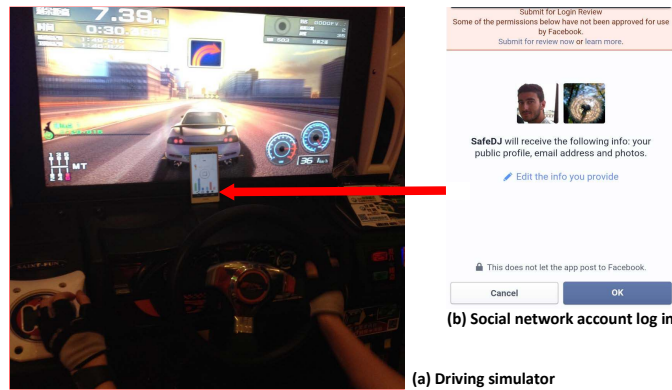 7.39km
0:30
MT
36 km/h
Submit for Login Review
Some of the permissions below have not been approved for use
by Facebook.
Submit for review now or learn more.
SafeDJ will receive the following info: your
public profile, email address and photos.
Edit the info you provide
This does not let the app post to Facebook.
Cancel
OK
(b) Social network account log in
(a) Driving simulator